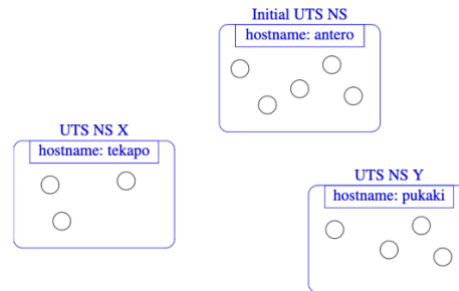 Initial UTS NS
hostname: antero
UTS NS X
hostname: tekapo
UTS NS Y
hostname: pukaki